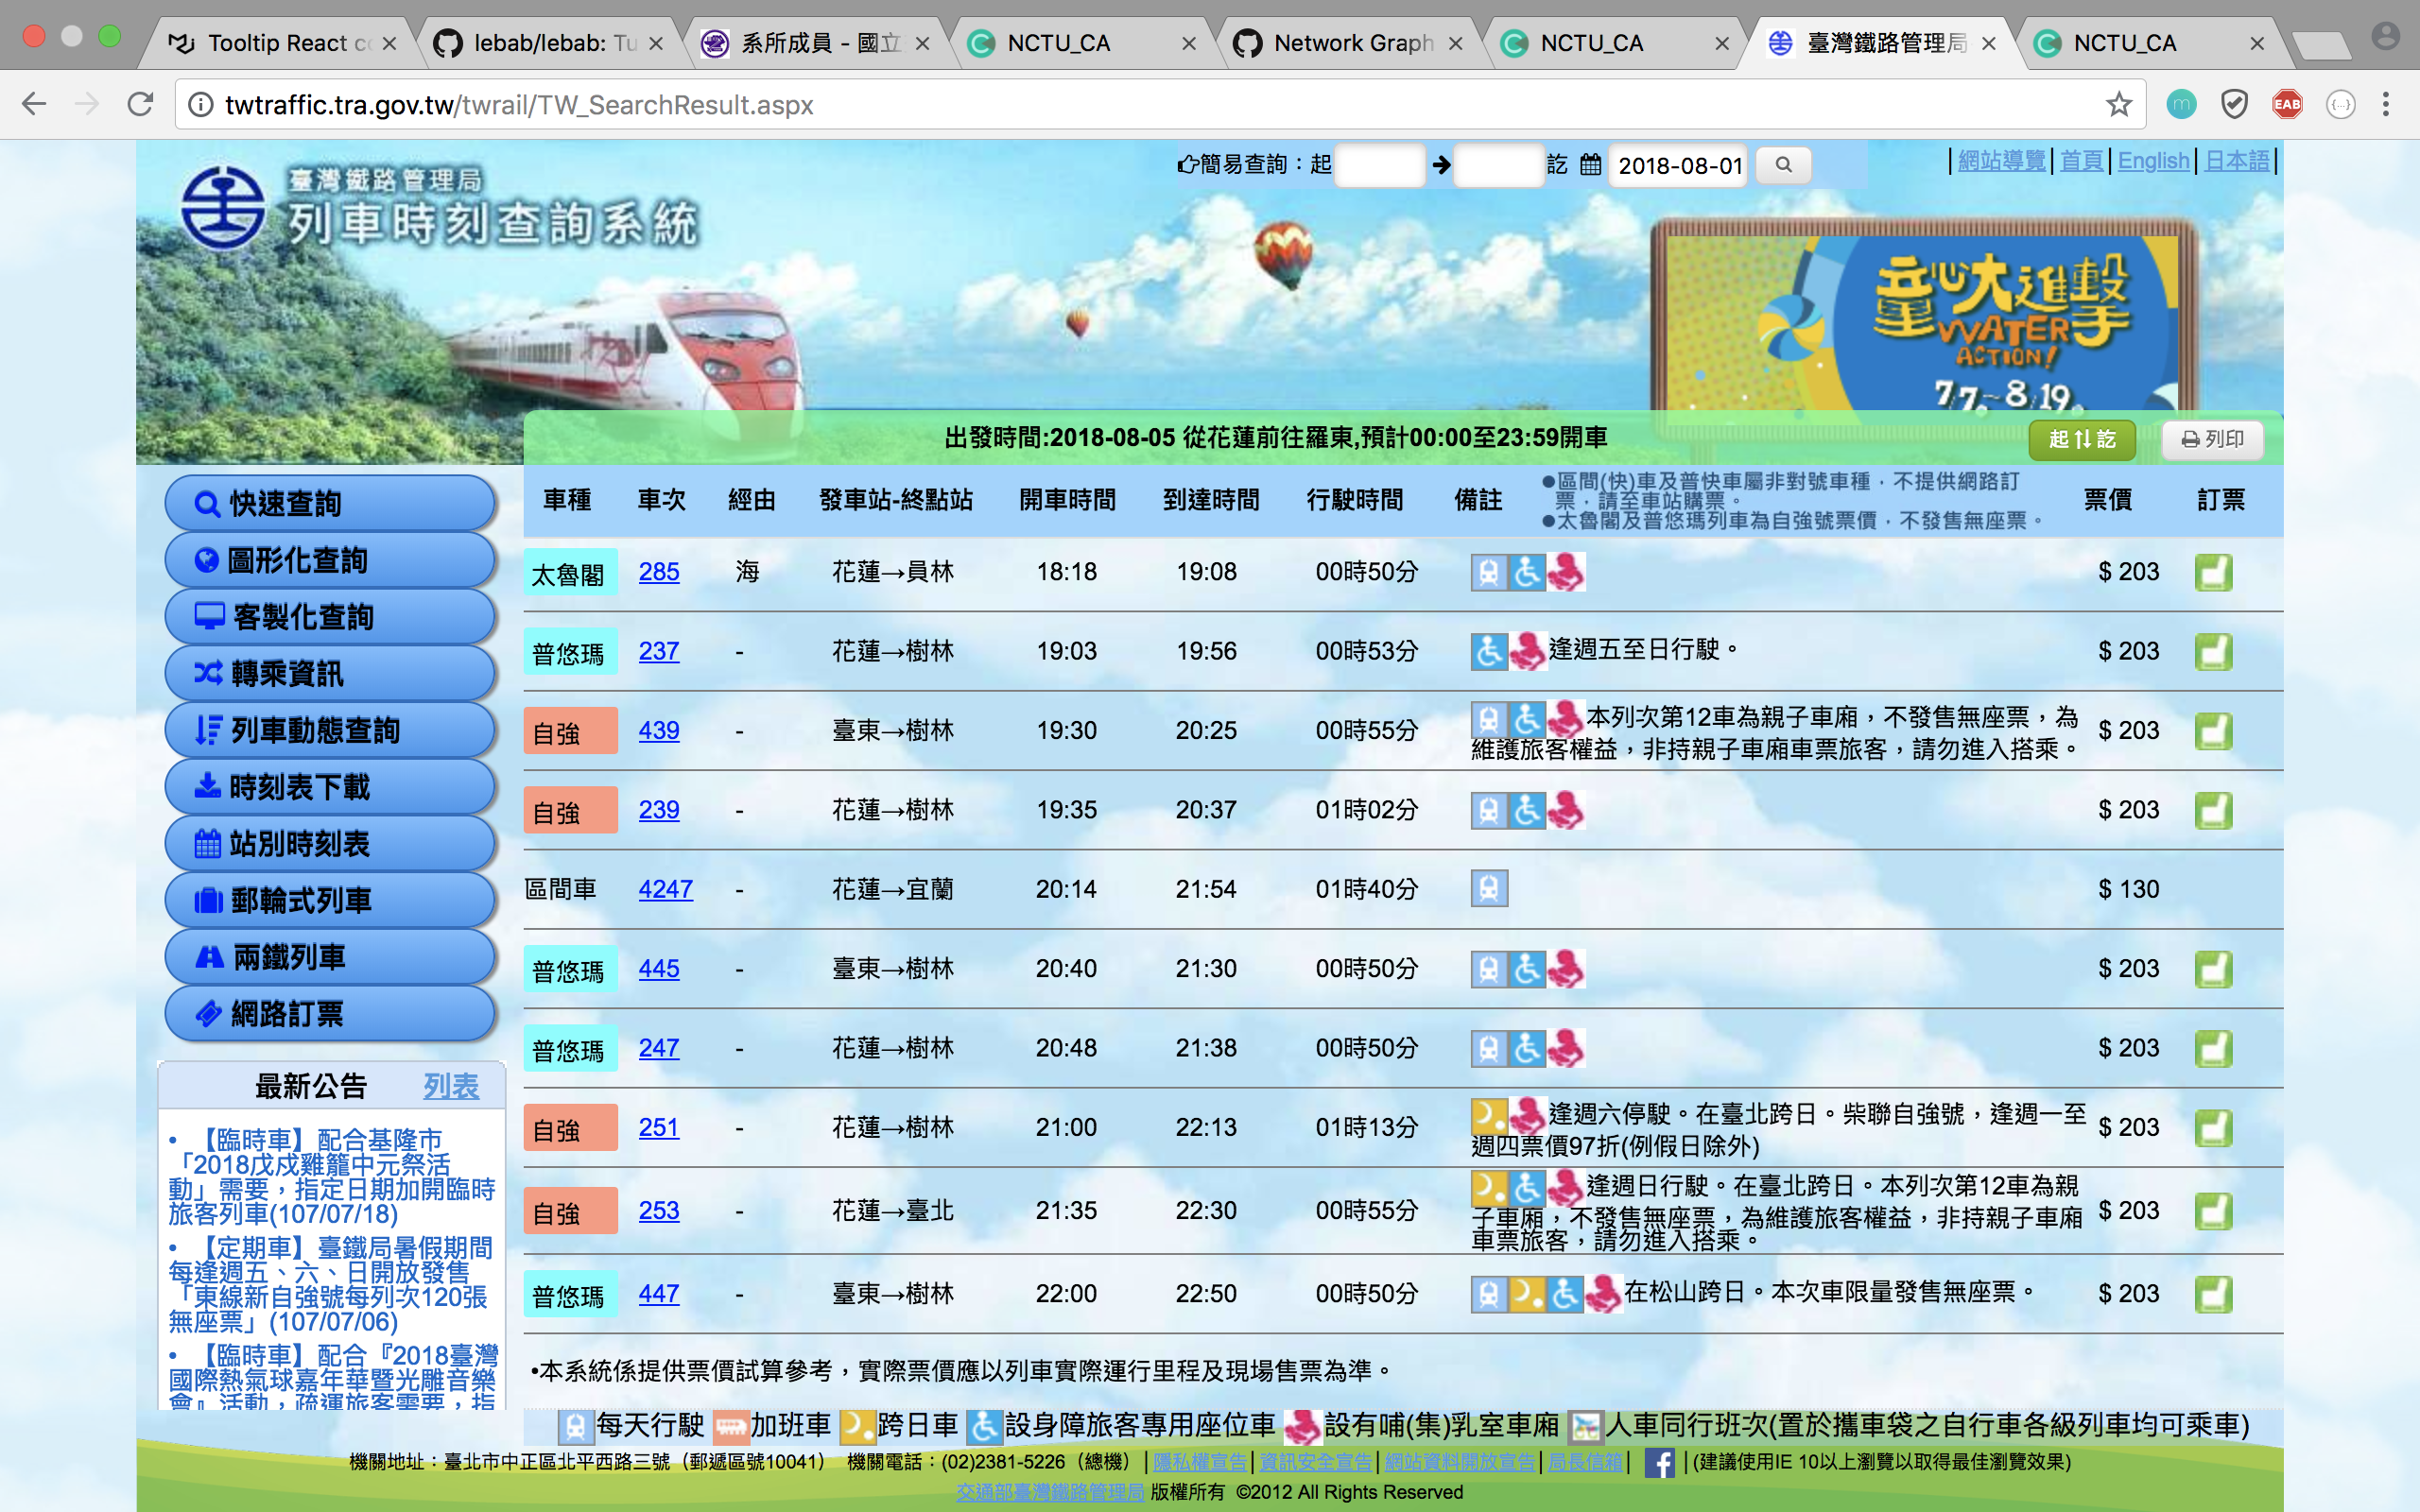 Tooltip React co
lebab/lebab: Tu
系所成員 - 國立
NCTU_CA
Network Graph
NCTU_CA
臺灣鐵路管理局
NCTU_CA
twtraffic.tra.gov.tw/twrail/TW_SearchResult.aspx
m
EAB
{...}
臺灣鐵路管理局
列車時刻查詢系統
簡易查詢：起 訖 2018-08-01
| 網站導覽 | 首頁 | English | 日本語 |
童心大進擊
WATER
ACTION!
7/7~8/19
出發時間:2018-08-05 從花蓮前往羅東,預計00:00至23:59開車
起⇅訖 列印
快速查詢
圖形化查詢
客製化查詢
轉乘資訊
列車動態查詢
時刻表下載
站別時刻表
郵輪式列車
兩鐵列車
網路訂票
最新公告 列表
• 【臨時車】配合基隆市
「2018戊戌雞籠中元祭活
動」需要，指定日期加開臨時
旅客列車(107/07/18)
• 【定期車】臺鐵局暑假期間
每逢週五、六、日開放發售
「東線新自強號每列次120張
無座票」(107/07/06)
• 【臨時車】配合『2018臺灣
國際熱氣球嘉年華暨光雕音樂
會』活動，疏運旅客需要，指
車種 車次 經由 發車站-終點站 開車時間 到達時間 行駛時間 備註
●區間(快)車及普快車屬非對號車種，不提供網路訂
票，請至車站購票。
●太魯閣及普悠瑪列車為自強號票價，不發售無座票。
票價 訂票
太魯閣 285 海 花蓮→員林 18:18 19:08 00時50分 $ 203
普悠瑪 237 - 花蓮→樹林 19:03 19:56 00時53分 逢週五至日行駛。 $ 203
自強 439 - 臺東→樹林 19:30 20:25 00時55分 本列次第12車為親子車廂，不發售無座票，為
維護旅客權益，非持親子車廂車票旅客，請勿進入搭乘。 $ 203
自強 239 - 花蓮→樹林 19:35 20:37 01時02分 $ 203
區間車 4247 - 花蓮→宜蘭 20:14 21:54 01時40分 $ 130
普悠瑪 445 - 臺東→樹林 20:40 21:30 00時50分 $ 203
普悠瑪 247 - 花蓮→樹林 20:48 21:38 00時50分 $ 203
自強 251 - 花蓮→樹林 21:00 22:13 01時13分 逢週六停駛。在臺北跨日。柴聯自強號，逢週一至
週四票價97折(例假日除外) $ 203
自強 253 - 花蓮→臺北 21:35 22:30 00時55分 逢週日行駛。在臺北跨日。本列次第12車為親
子車廂，不發售無座票，為維護旅客權益，非持親子車廂
車票旅客，請勿進入搭乘。 $ 203
普悠瑪 447 - 臺東→樹林 22:00 22:50 00時50分 在松山跨日。本次車限量發售無座票。 $ 203
•本系統係提供票價試算參考，實際票價應以列車實際運行里程及現場售票為準。
每天行駛 加班車 跨日車 設身障旅客專用座位車 設有哺(集)乳室車廂 人車同行班次(置於攜車袋之自行車各級列車均可乘車)
機關地址：臺北市中正區北平西路三號（郵遞區號10041） 機關電話：(02)2381-5226（總機）| 隱私權宣告 | 資訊安全宣告 | 網站資料開放宣告 | 局長信箱 | f | (建議使用IE 10以上瀏覽以取得最佳瀏覽效果)
交通部臺灣鐵路管理局 版權所有 ©2012 All Rights Reserved